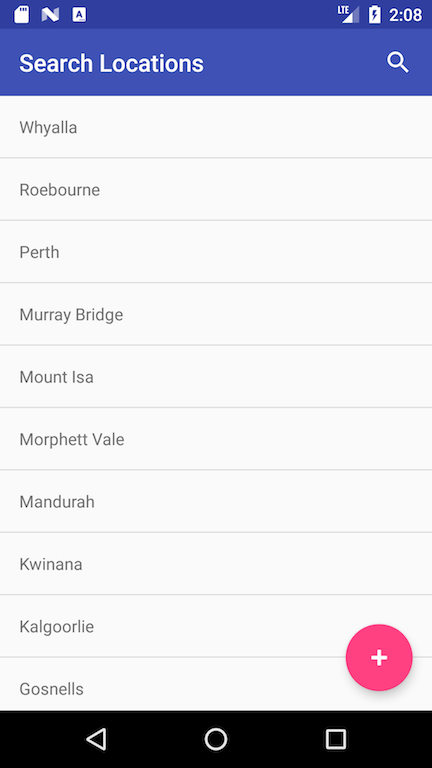 LTE
2:08
Search Locations
Whyalla
Roebourne
Perth
Murray Bridge
Mount Isa
Morphett Vale
Mandurah
Kwinana
Kalgoorlie
Gosnells